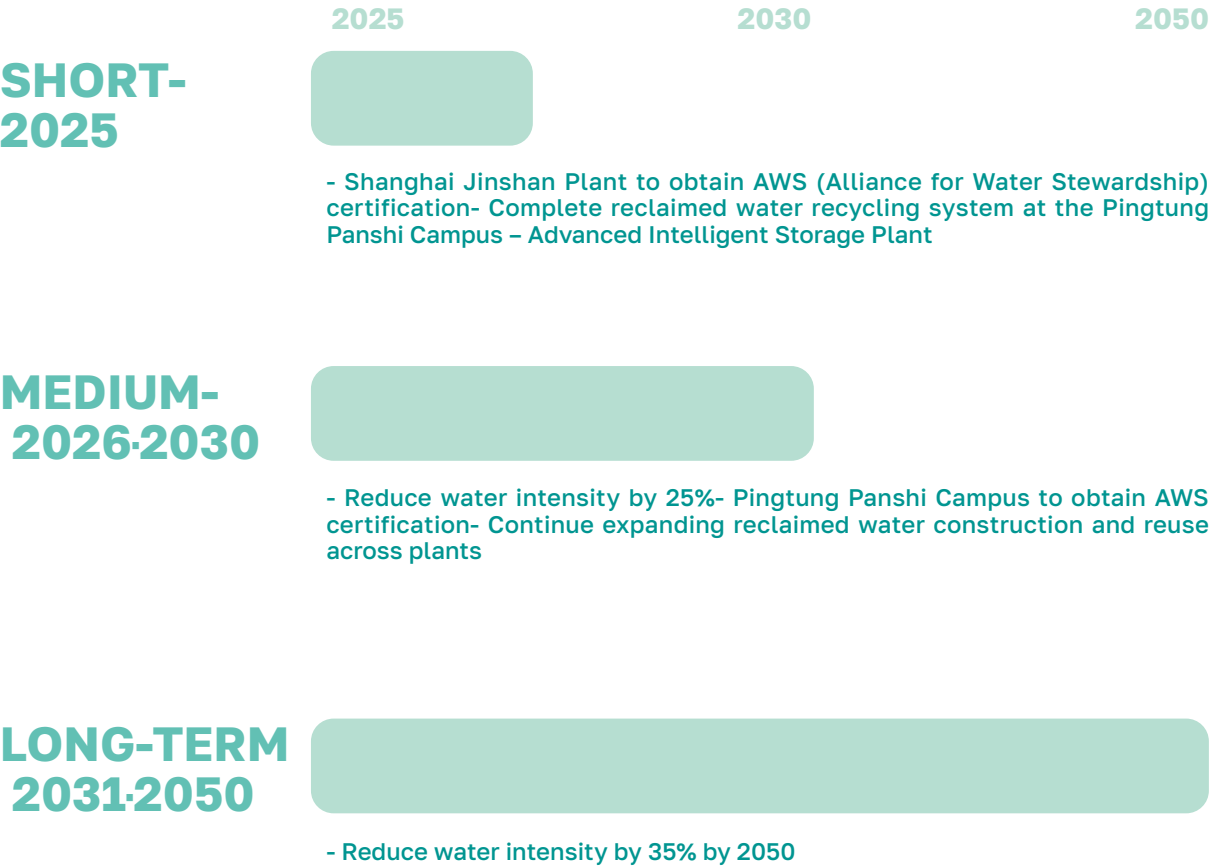 2025 2030 2050
SHORT-
2025
- Shanghai Jinshan Plant to obtain AWS (Alliance for Water Stewardship)
certification- Complete reclaimed water recycling system at the Pingtung
Panshi Campus – Advanced Intelligent Storage Plant
MEDIUM-
2026·2030
- Reduce water intensity by 25%- Pingtung Panshi Campus to obtain AWS
certification- Continue expanding reclaimed water construction and reuse
across plants
LONG-TERM
2031·2050
- Reduce water intensity by 35% by 2050